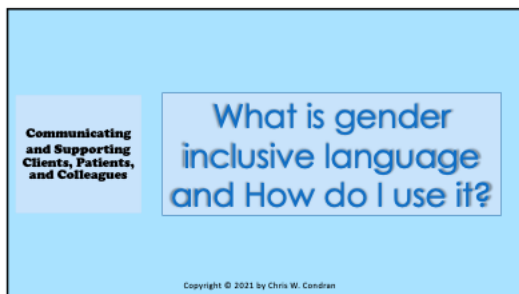 Communicating
and Supporting
Clients, Patients,
and Colleagues
What is gender
inclusive language
and How do I use it?
Copyright © 2021 by Chris W. Condran